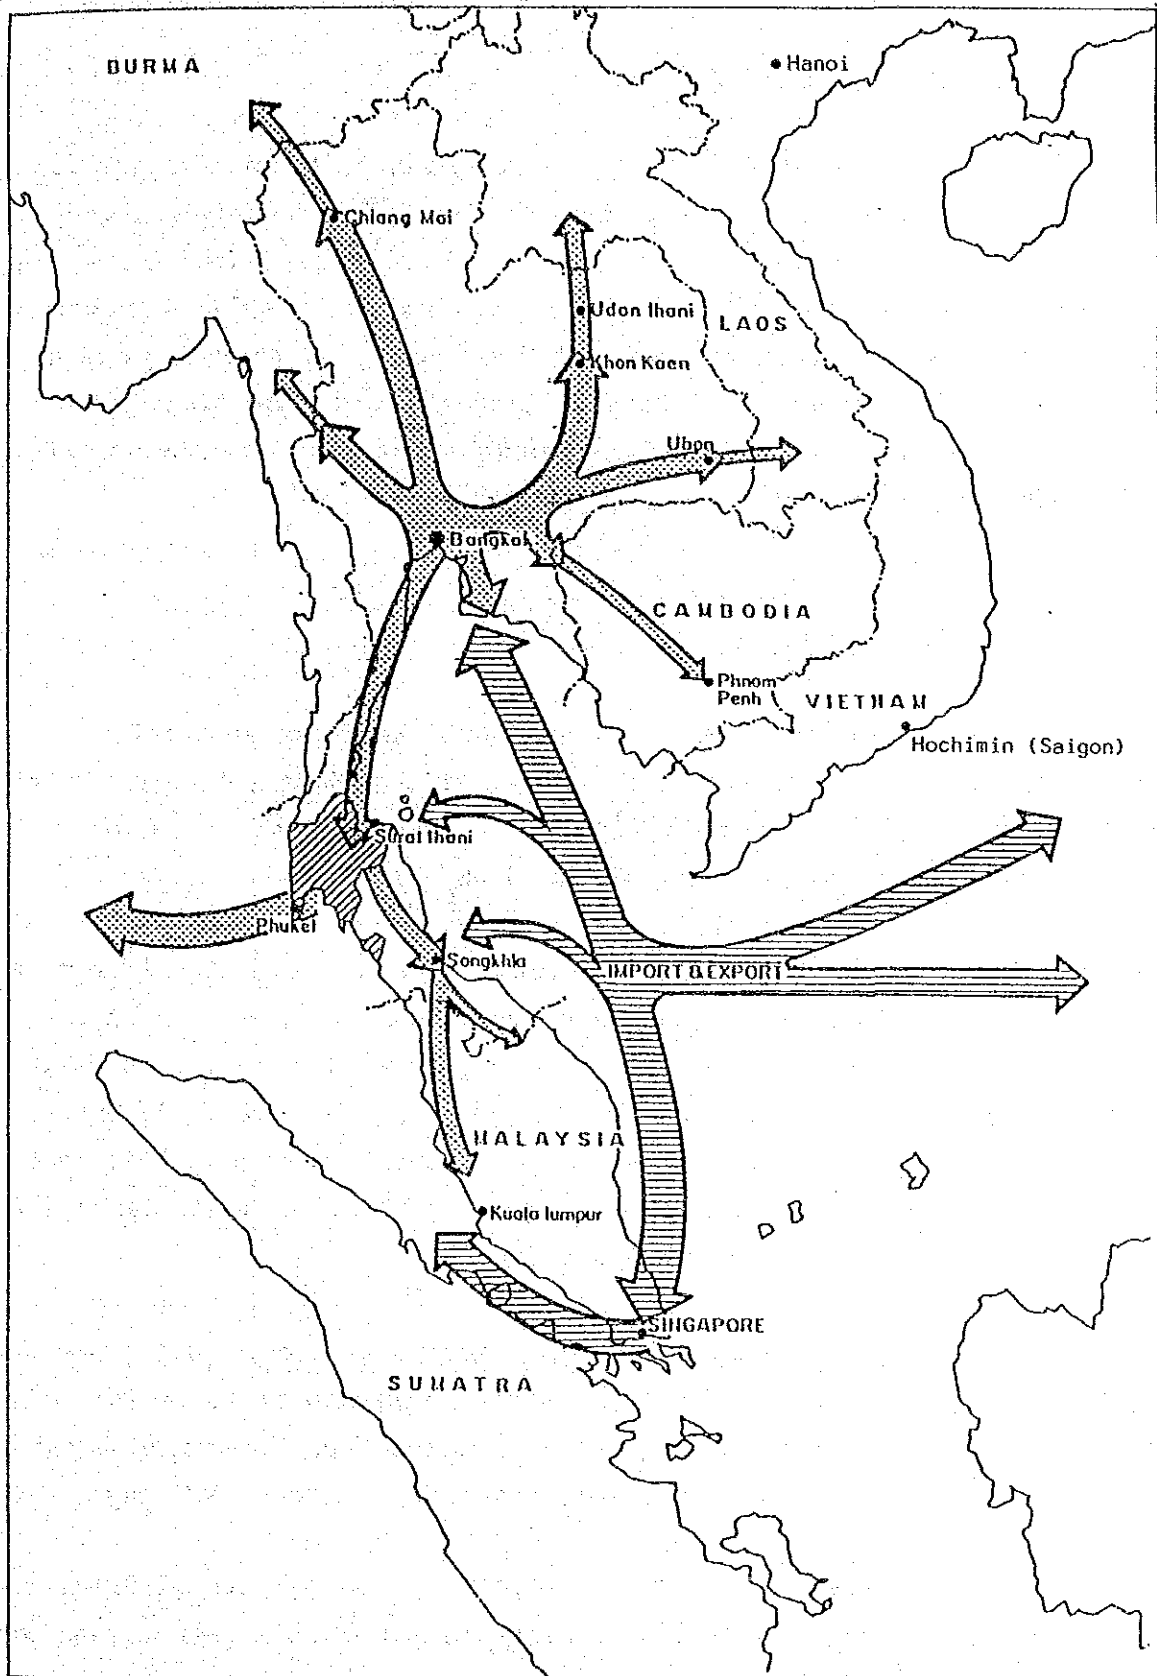 BURMA
Hanoi
Chiang Mai
Udon Thani
LAOS
Khon Kaen
Ubon
Bangkok
CAMBODIA
Phnom
Penh
VIETNAM
Hochimin (Saigon)
Surat Thani
Phuket
Songkhla
IMPORT & EXPORT
MALAYSIA
Kuala lumpur
SINGAPORE
SUMATRA